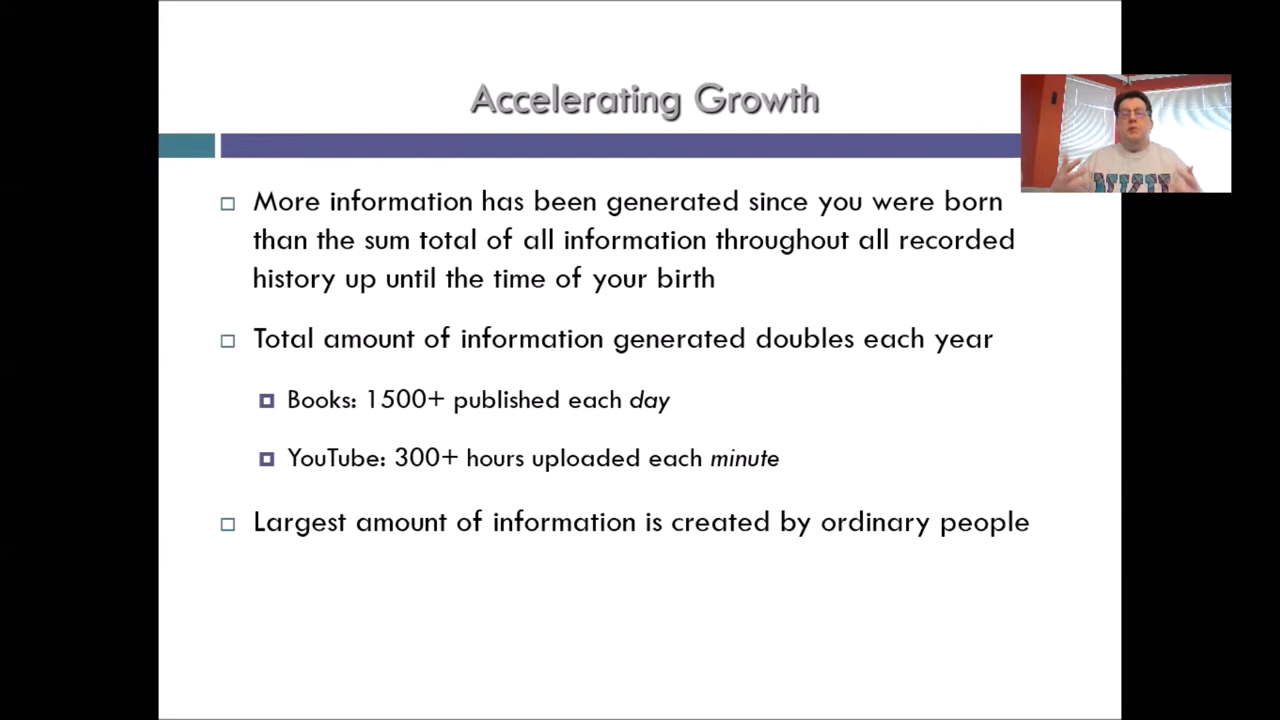 Accelerating Growth
More information has been generated since you were born
than the sum total of all information throughout all recorded
history up until the time of your birth
Total amount of information generated doubles each year
Books: 1500+ published each day
YouTube: 300+ hours uploaded each minute
Largest amount of information is created by ordinary people